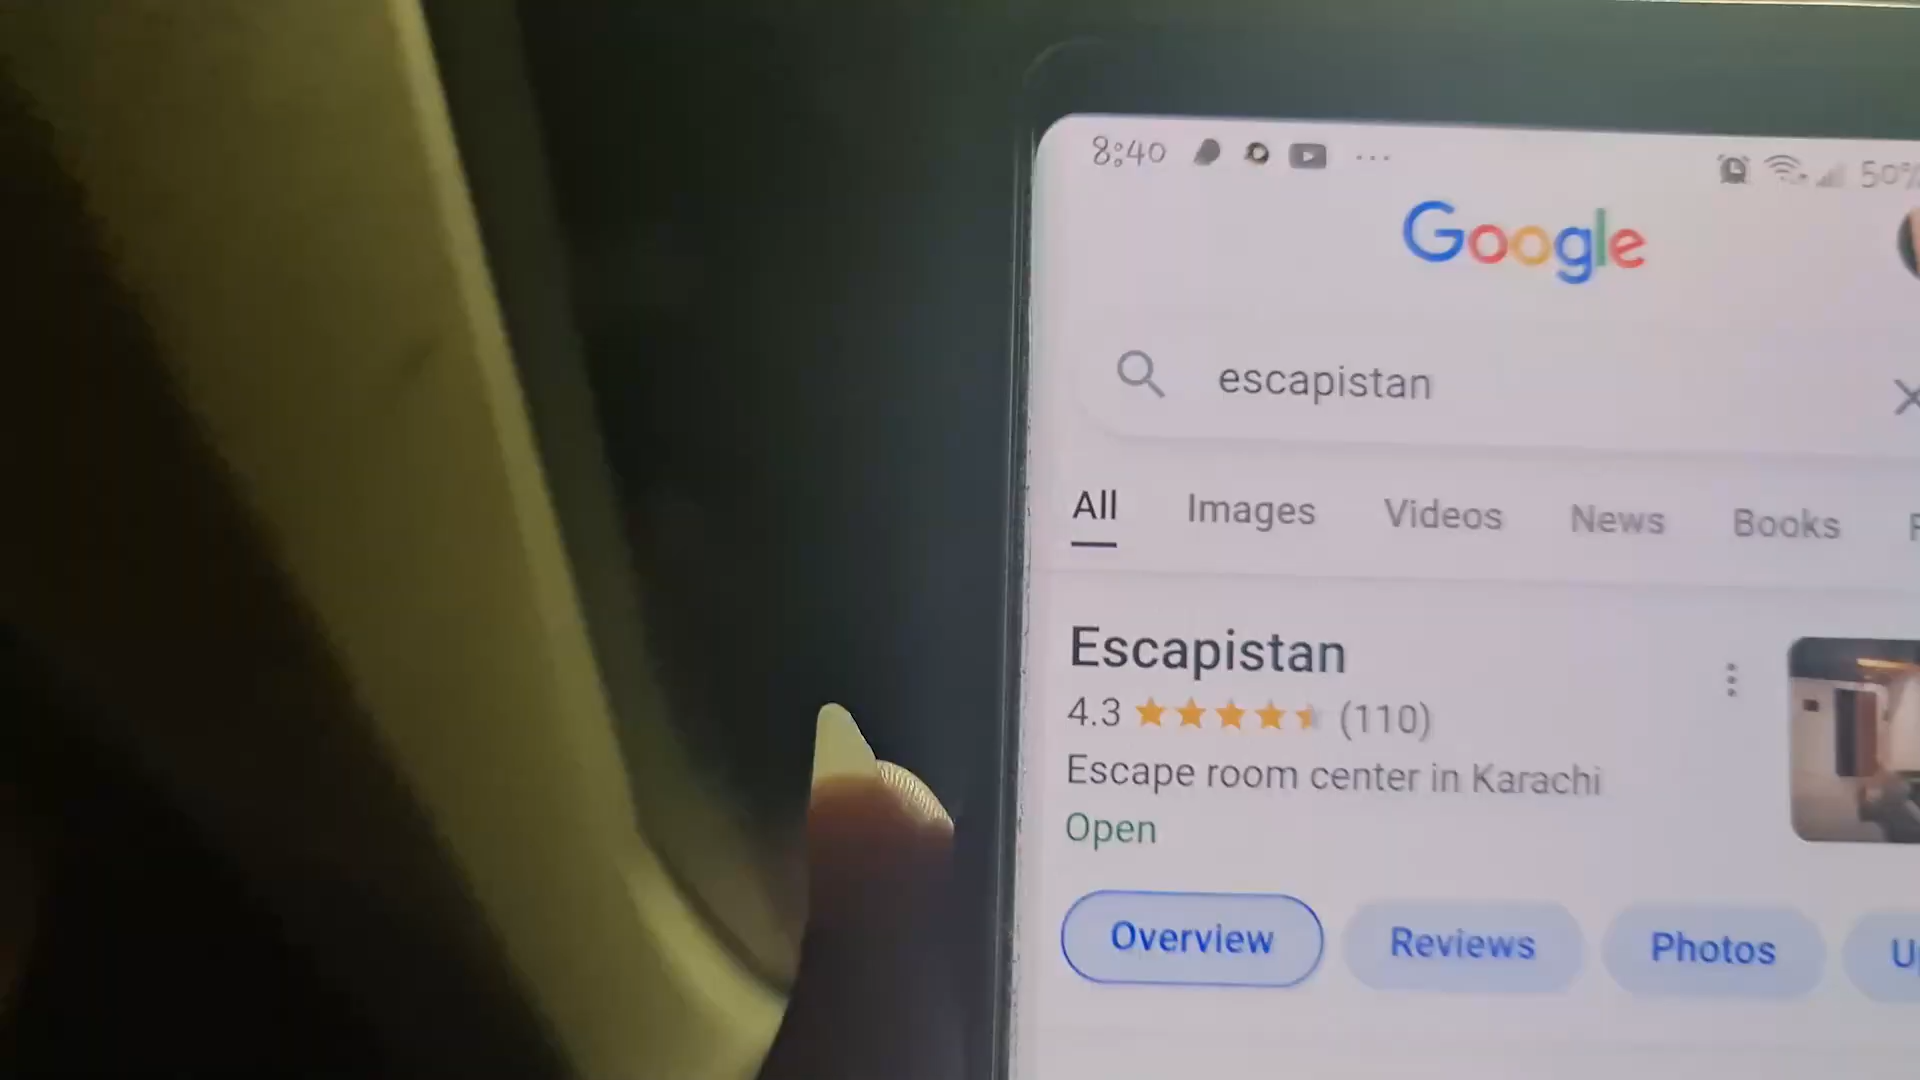 8:40 50%
Google
escapistan
All Images Videos News Books
Escapistan
4.3 (110)
Escape room center in Karachi
Open
Overview Reviews Photos